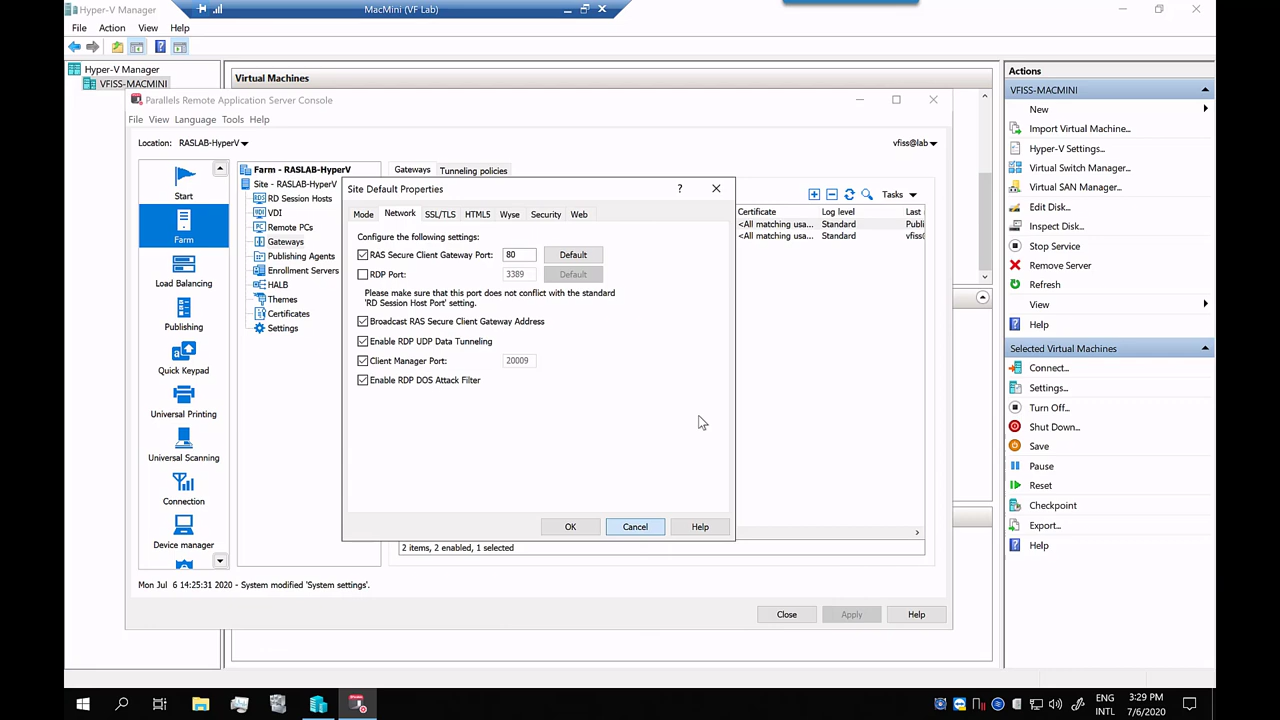 Hyper-V Manager
MacMini (VF Lab)
File Action View Help
Hyper-V Manager
VFISS-MACMINI
Virtual Machines
Parallels Remote Application Server Console
File View Language Tools Help
Location: RASLAB-HyperV
vfiss@lab
Start
Farm
Load Balancing
Publishing
Quick Keypad
Universal Printing
Universal Scanning
Connection
Device manager
Farm - RASLAB-HyperV
Site - RASLAB-HyperV
RD Session Hosts
VDI
Remote PCs
Gateways
Publishing Agents
Enrollment Servers
HALB
Themes
Certificates
Settings
Gateways Tunneling policies
Tasks
Certificate Log level Last
<All matching usa... Standard Publi
<All matching usa... Standard vfiss
Site Default Properties
?
Mode Network SSL/TLS HTML5 Wyse Security Web
Configure the following settings:
RAS Secure Client Gateway Port: 80 Default
RDP Port: 3389 Default
Please make sure that this port does not conflict with the standard
'RD Session Host Port' setting.
Broadcast RAS Secure Client Gateway Address
Enable RDP UDP Data Tunneling
Client Manager Port: 20009
Enable RDP DOS Attack Filter
OK Cancel Help
2 items, 2 enabled, 1 selected
Mon Jul 6 14:25:31 2020 - System modified 'System settings'.
Close Apply Help
Actions
VFISS-MACMINI
New
Import Virtual Machine...
Hyper-V Settings...
Virtual Switch Manager...
Virtual SAN Manager...
Edit Disk...
Inspect Disk...
Stop Service
Remove Server
Refresh
View
Help
Selected Virtual Machines
Connect...
Settings...
Turn Off...
Shut Down...
Save
Pause
Reset
Checkpoint
Export...
Help
ENG
INTL
3:29 PM
7/6/2020